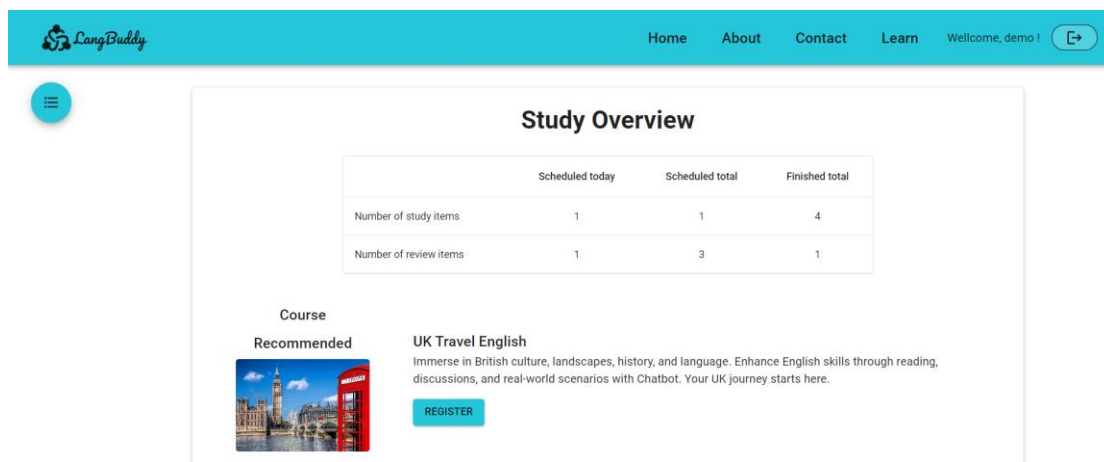 LangBuddy Home About Contact Learn Wellcome, demo !
Study Overview
Scheduled today Scheduled total Finished total
Number of study items 1 1 4
Number of review items 1 3 1
Course
Recommended
UK Travel English
Immerse in British culture, landscapes, history, and language. Enhance English skills through reading,
discussions, and real-world scenarios with Chatbot. Your UK journey starts here.
REGISTER